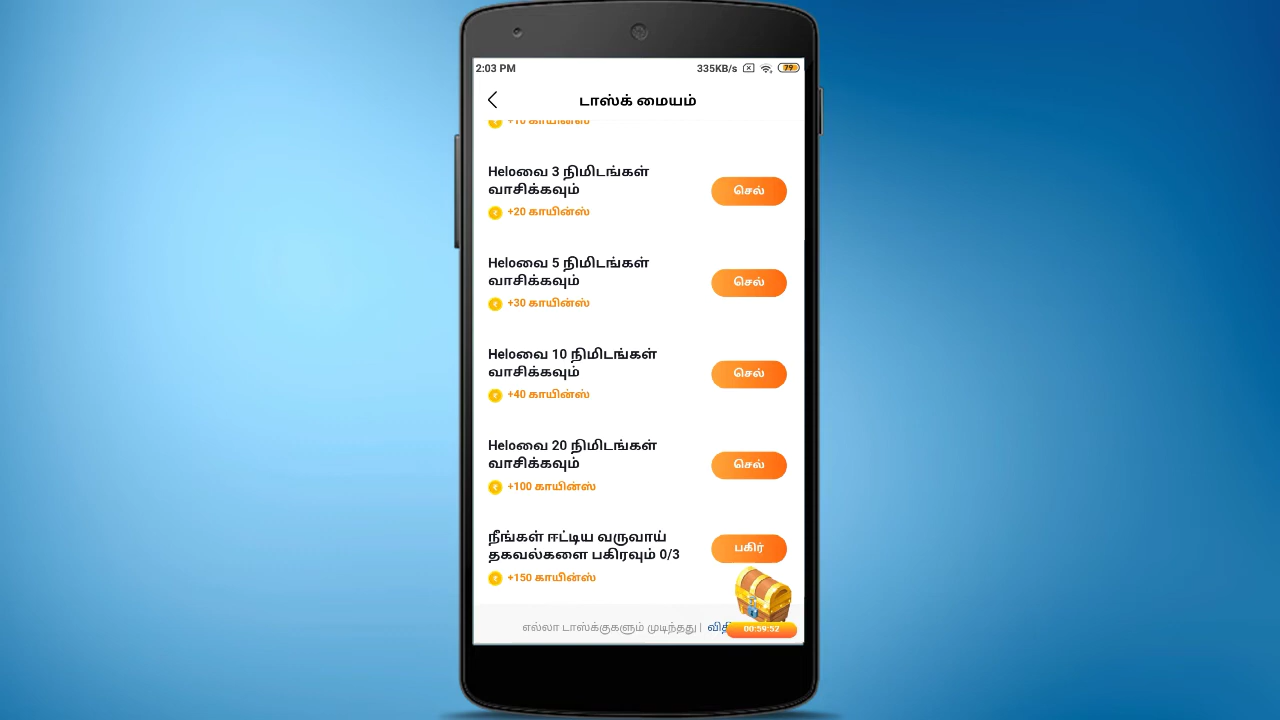 2:03 PM
335KB/s
79
டாஸ்க் மையம்
+10 காயின்ஸ்
Heloவை 3 நிமிடங்கள்
வாசிக்கவும்
செல்
+20 காயின்ஸ்
Heloவை 5 நிமிடங்கள்
வாசிக்கவும்
செல்
+30 காயின்ஸ்
Heloவை 10 நிமிடங்கள்
வாசிக்கவும்
செல்
+40 காயின்ஸ்
Heloவை 20 நிமிடங்கள்
வாசிக்கவும்
செல்
+100 காயின்ஸ்
நீங்கள் ஈட்டிய வருவாய்
தகவல்களை பகிரவும் 0/3
பகிர்
+150 காயின்ஸ்
எல்லா டாஸ்க்குகளும் முடிந்தது |
00:59:52